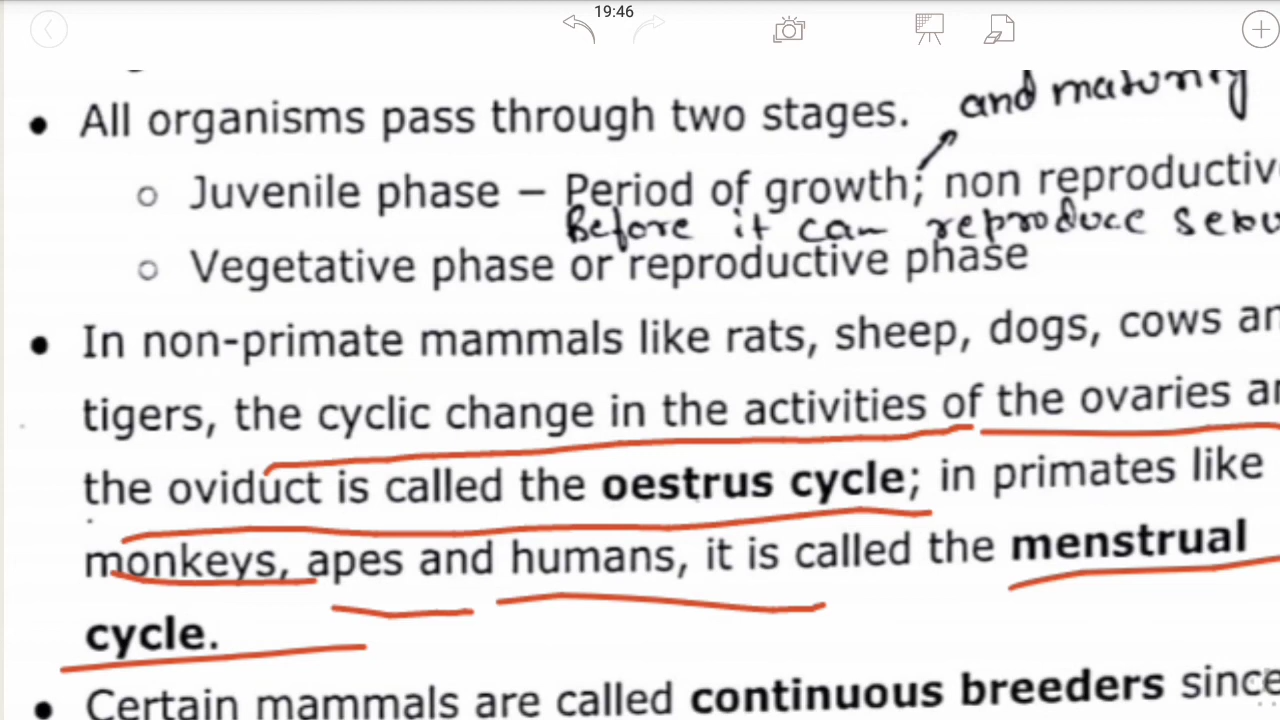 19:46
and maturity
• All organisms pass through two stages.
o Juvenile phase – Period of growth; non reproductiv
Before it can reproduce
o Vegetative phase or reproductive phase
• In non-primate mammals like rats, sheep, dogs, cows an
tigers, the cyclic change in the activities of the ovaries an
the oviduct is called the oestrus cycle; in primates like
monkeys, apes and humans, it is called the menstrual
cycle.
• Certain mammals are called continuous breeders since